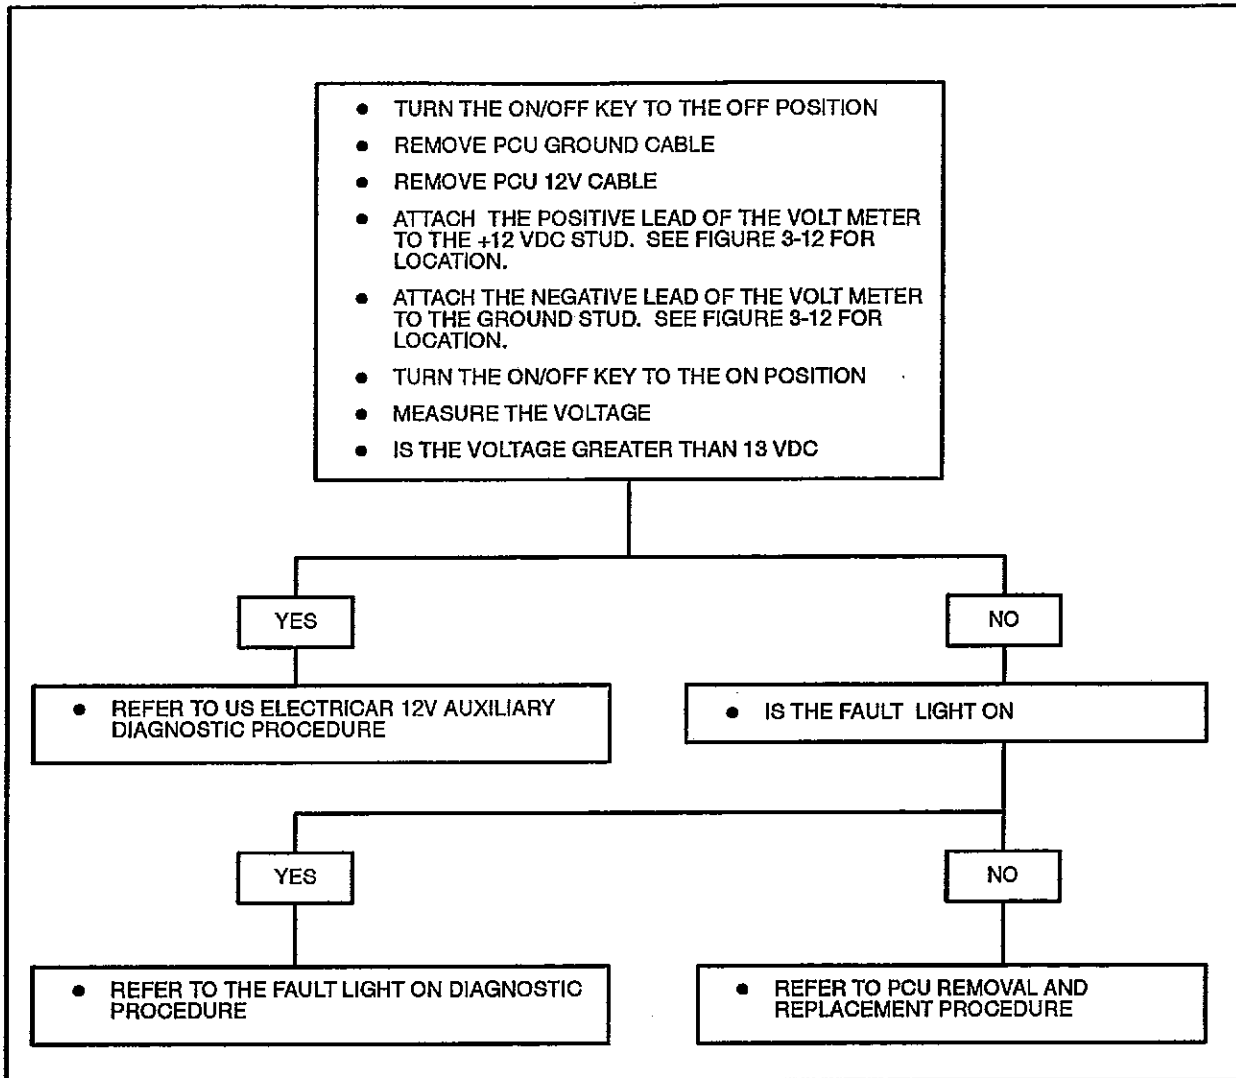 ● TURN THE ON/OFF KEY TO THE OFF POSITION
● REMOVE PCU GROUND CABLE
● REMOVE PCU 12V CABLE
● ATTACH THE POSITIVE LEAD OF THE VOLT METER
TO THE +12 VDC STUD. SEE FIGURE 3-12 FOR
LOCATION.
● ATTACH THE NEGATIVE LEAD OF THE VOLT METER
TO THE GROUND STUD. SEE FIGURE 3-12 FOR
LOCATION.
● TURN THE ON/OFF KEY TO THE ON POSITION
● MEASURE THE VOLTAGE
● IS THE VOLTAGE GREATER THAN 13 VDC
YES
NO
● REFER TO US ELECTRICAR 12V AUXILIARY
DIAGNOSTIC PROCEDURE
● IS THE FAULT LIGHT ON
YES
NO
● REFER TO THE FAULT LIGHT ON DIAGNOSTIC
PROCEDURE
● REFER TO PCU REMOVAL AND
REPLACEMENT PROCEDURE